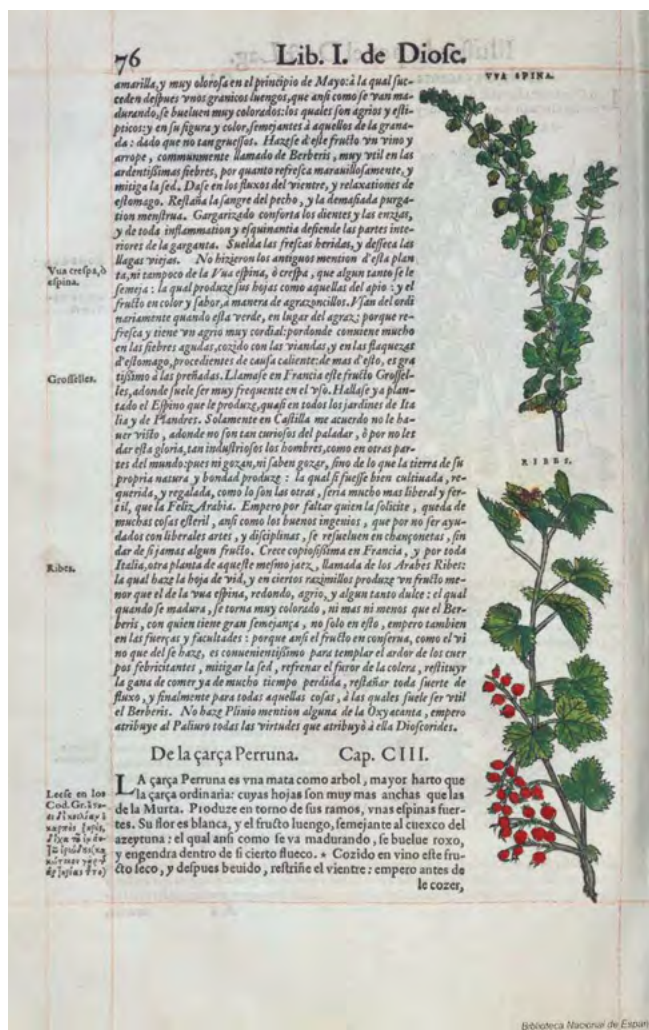 76
Lib. I. de Diosc.
VVA SPINA.
amarilla, y muy olorosa en el principio de Mayo: à la qual suc-
ceden despues vnos granicos luengos, que ansi como se van ma-
durando, se bueluen muy colorados: los quales son agrios y esti-
pticos: y en su figura y color, semejantes à aquellos de la grana-
da: dado que no tan gruessos. Hazese d'este fructo vn vino y
arrope, communmente llamado de Berberis, muy vtil en las
ardentissimas fiebres, por quanto refresca marauillosamente, y
mitiga la sed. Dase en los fluxos del vientre, y relaxationes de
estomago. Restaña la sangre del pecho, y la demasiada purga-
tion menstrua. Gargarizado conforta los dientes y las enzias,
y de toda inflammation y esquinantia defiende las partes inte-
riores de la garganta. Suelda las frescas heridas, y desseca las
llagas viejas. No hizieron los antiguos mention d'esta plan
ta, ni tampoco de la Vua espina, ò crespa, que algun tanto se le
semeja: la qual produze sus hojas como aquellas del apio: y el
fructo en color y sabor, a manera de agrazoncillos. Vsan del ordi
nariamente quando esta verde, en lugar del agraz: porque re-
fresca y tiene vn agrio muy cordial: por donde conuiene mucho
en las fiebres agudas, cozido con las viandas, y en las flaquezas
d'estomago, procedientes de causa caliente: de mas d'esto, es gra
tissimo a las preñadas. Llamase en Francia este fructo Grossel-
les, adonde suele ser muy frequente en el vso. Hallase ya plan-
tado el Espino que le produze, quasi en todos los jardines de Ita
lia y de Flandres. Solamente en Castilla me acuerdo no le ha-
uer visto, adonde no son tan curiosos del paladar, ò por no les
dar esta gloria, tan industriosos los hombres, como en otras par-
tes del mundo: pues ni gozan, ni saben gozar, sino de lo que la tierra de su
propria natura y bondad produze: la qual si fuesse bien cultiuada, re-
querida, y regalada, como lo son las otras, seria mucho mas liberal y fer-
til, que la Feliz Arabia. Empero por faltar quien la solicite, queda de
muchas cosas esteril, ansi como los buenos ingenios, que por no ser ayu-
dados con liberales artes, y disciplinas, se resueluen en chançonetas, sin
dar de si jamas algun fructo. Crece copiosissima en Francia, y por toda
Italia, otra planta de aqueste mesmo jaez, llamada de los Arabes Ribes:
la qual haze la hoja de vid, y en ciertos razimillos produze vn fructo me-
nor que el de la vua espina, redondo, agrio, y algun tanto dulce: el qual
quando se madura, se torna muy colorado, ni mas ni menos que el Ber-
beris, con quien tiene gran semejança, no solo en esto, empero tambien
en las fuerças y facultades: porque ansi el fructo en conserua, como el vi
no que del se haze, es conuenientissimo para templar el ardor de los cuer
pos febricitantes, mitigar la sed, refrenar el furor de la colera, restituyr
la gana de comer ya de mucho tiempo perdida, restañar toda suerte de
fluxo, y finalmente para todas aquellas cosas, à las quales suele ser vtil
el Berberis. No haze Plinio mention alguna de la Oxyacanta, empero
atribuye al Paliuro todas las virtudes que atribuyò à ella Dioscorides.
Vua crespa, ò
espina.
Grosselles.
Ribes.
RIBES.
De la çarça Perruna. Cap. CIII.
LA çarça Perruna es vna mata como arbol, mayor harto que
la çarça ordinaria: cuyas hojas son muy mas anchas que las
de la Murta. Produze en torno de sus ramos, vnas espinas fuer-
tes. Su flor es blanca, y el fructo luengo, semejante al cuexco del
azeytuna: el qual ansi como se va madurando, se buelue roxo,
y engendra dentro de si cierto flueco. * Cozido en vino este fru-
cto seco, y despues beuido, restriñe el vientre: empero antes de
le cozer,
Leese en los
Cod. Gr.
Biblioteca Nacional de España